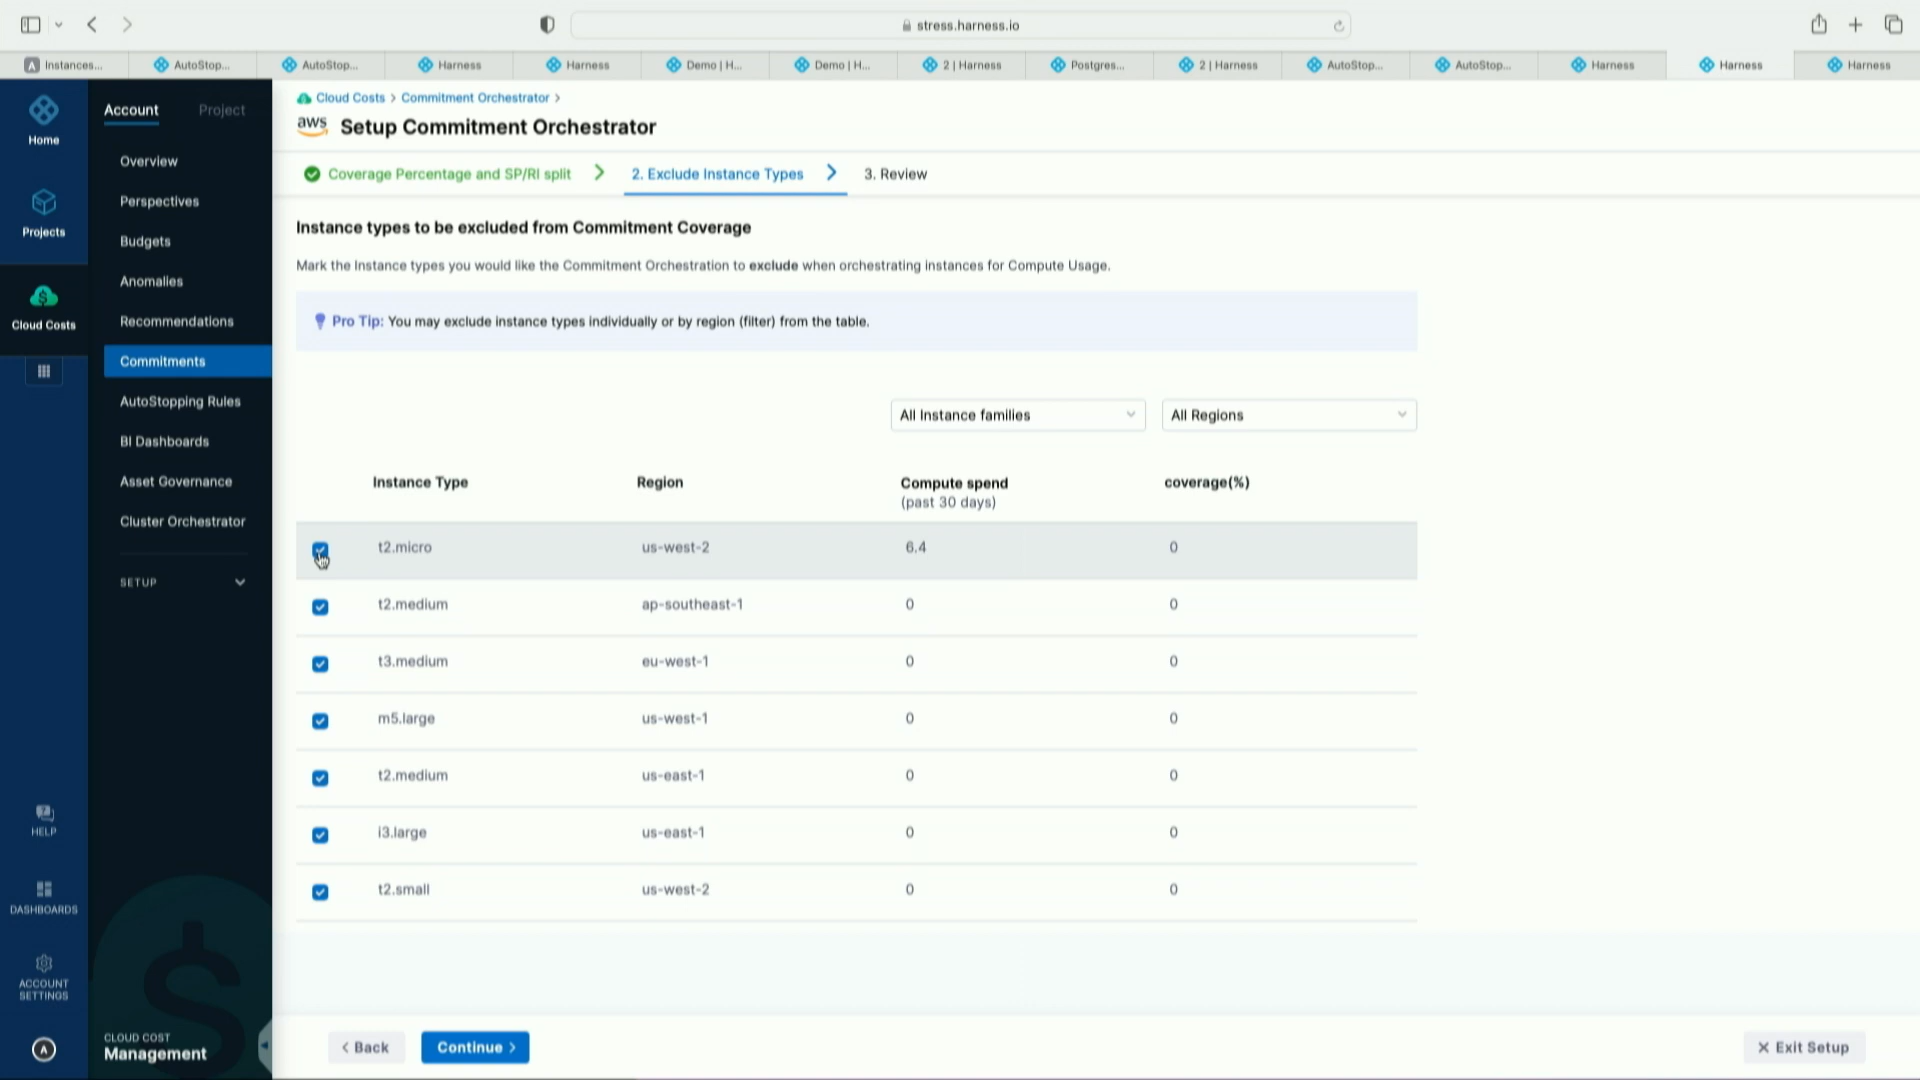 stress.harness.io
Instances...
AutoStop...
AutoStop...
Harness
Harness
Demo | H...
Demo | H...
2 | Harness
Postgres...
2 | Harness
AutoStop...
AutoStop...
Harness
Harness
Harness
Home
Projects
Cloud Costs
HELP
DASHBOARDS
ACCOUNT
SETTINGS
A
Account
Project
Overview
Perspectives
Budgets
Anomalies
Recommendations
Commitments
AutoStopping Rules
BI Dashboards
Asset Governance
Cluster Orchestrator
SETUP
CLOUD COST
Management
Cloud Costs > Commitment Orchestrator >
aws Setup Commitment Orchestrator
Coverage Percentage and SP/RI split
2. Exclude Instance Types
3. Review
Instance types to be excluded from Commitment Coverage
Mark the Instance types you would like the Commitment Orchestration to exclude when orchestrating instances for Compute Usage.
Pro Tip: You may exclude instance types individually or by region (filter) from the table.
All Instance families
All Regions
Instance Type Region Compute spend coverage(%)
(past 30 days)
t2.micro us-west-2 6.4 0
t2.medium ap-southeast-1 0 0
t3.medium eu-west-1 0 0
m5.large us-west-1 0 0
t2.medium us-east-1 0 0
i3.large us-east-1 0 0
t2.small us-west-2 0 0
< Back
Continue >
Exit Setup